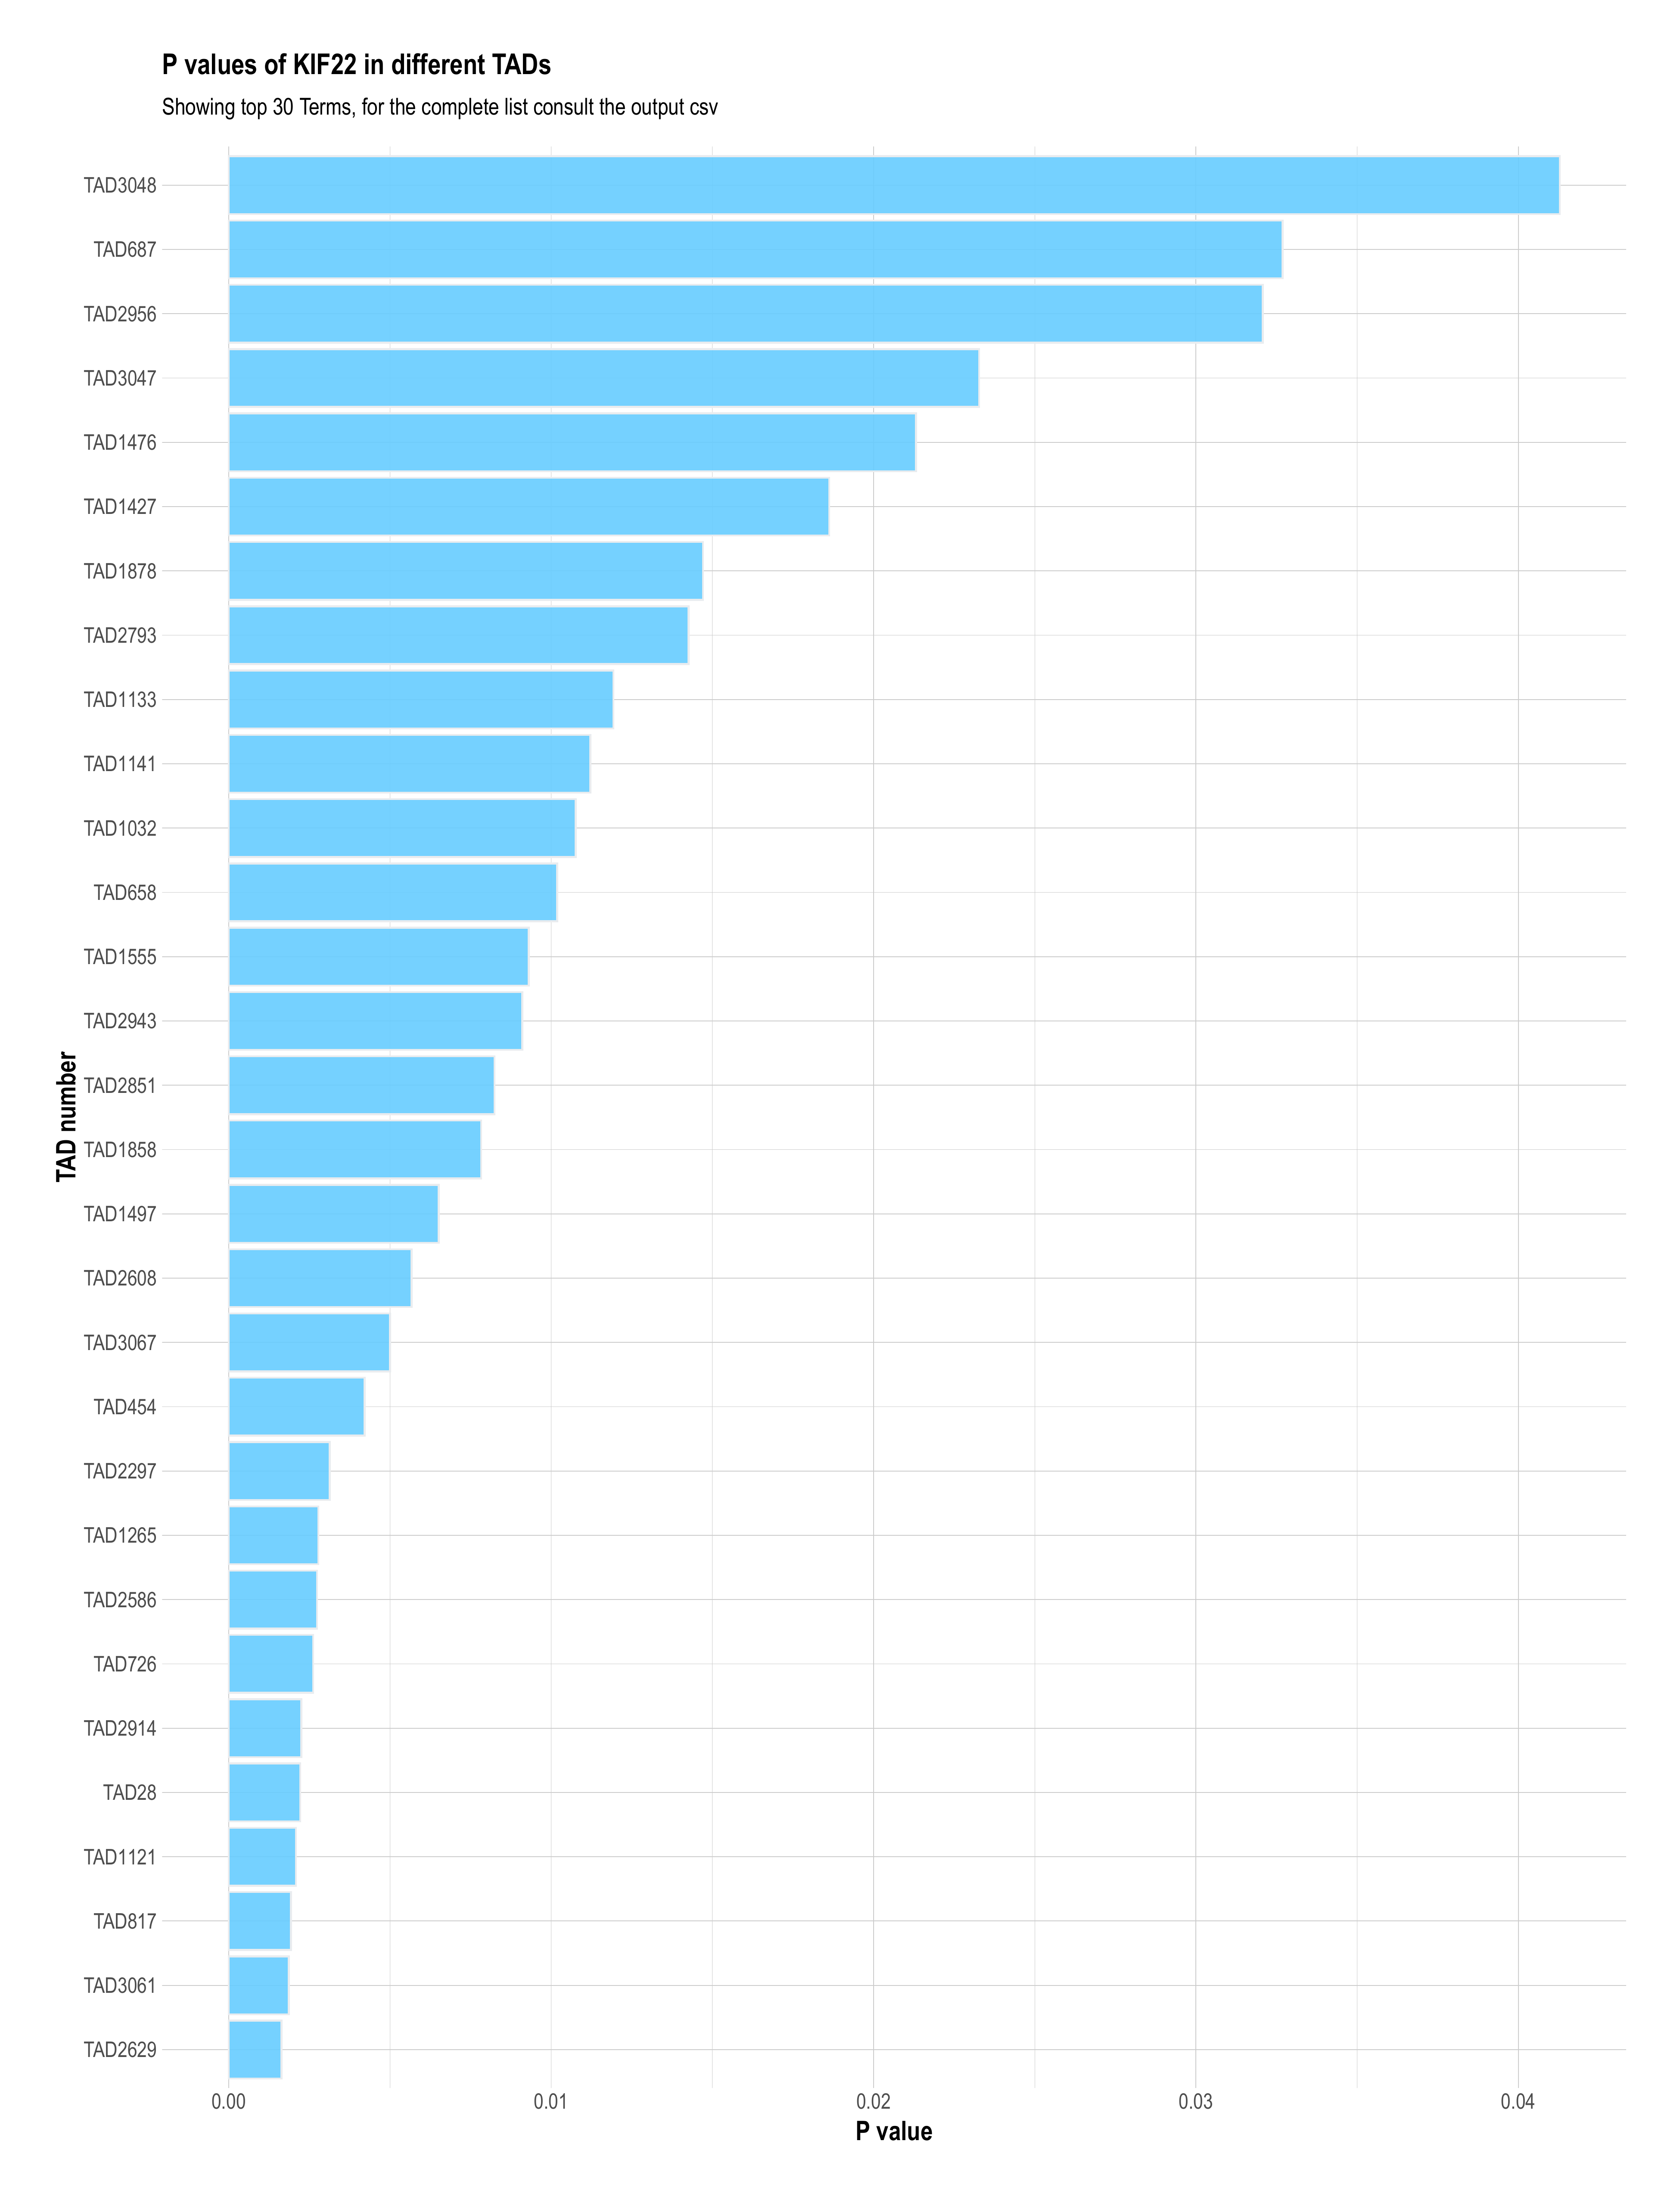 P values of KIF22 in different TADs
Showing top 30 Terms, for the complete list consult the output csv
TAD3048
TAD687
TAD2956
TAD3047
TAD1476
TAD1427
TAD1878
TAD2793
TAD1133
TAD1141
TAD1032
TAD658
TAD1555
TAD2943
TAD2851
TAD1858
TAD1497
TAD2608
TAD3067
TAD454
TAD2297
TAD1265
TAD2586
TAD726
TAD2914
TAD28
TAD1121
TAD817
TAD3061
TAD2629
TAD number
0.00 0.01 0.02 0.03 0.04
P value